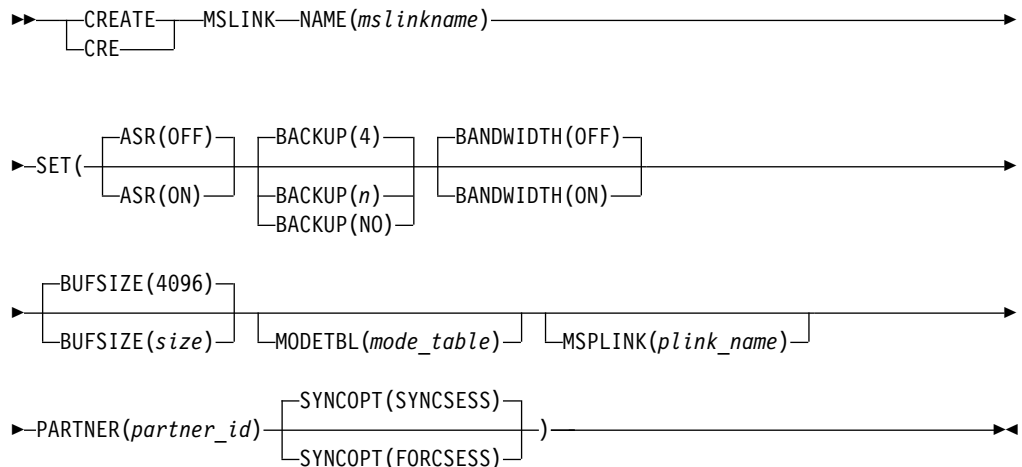 CREATE MSLINK NAME(mslinkname)
CRE
ASR(OFF) BACKUP(4) BANDWIDTH(OFF)
SET(
ASR(ON) BACKUP(n) BANDWIDTH(ON)
BACKUP(NO)
BUFSIZE(4096)
BUFSIZE(size) MODETBL(mode_table) MSPLINK(plink_name)
SYNCOPT(SYNCSESS)
PARTNER(partner_id) )
SYNCOPT(FORCSESS)